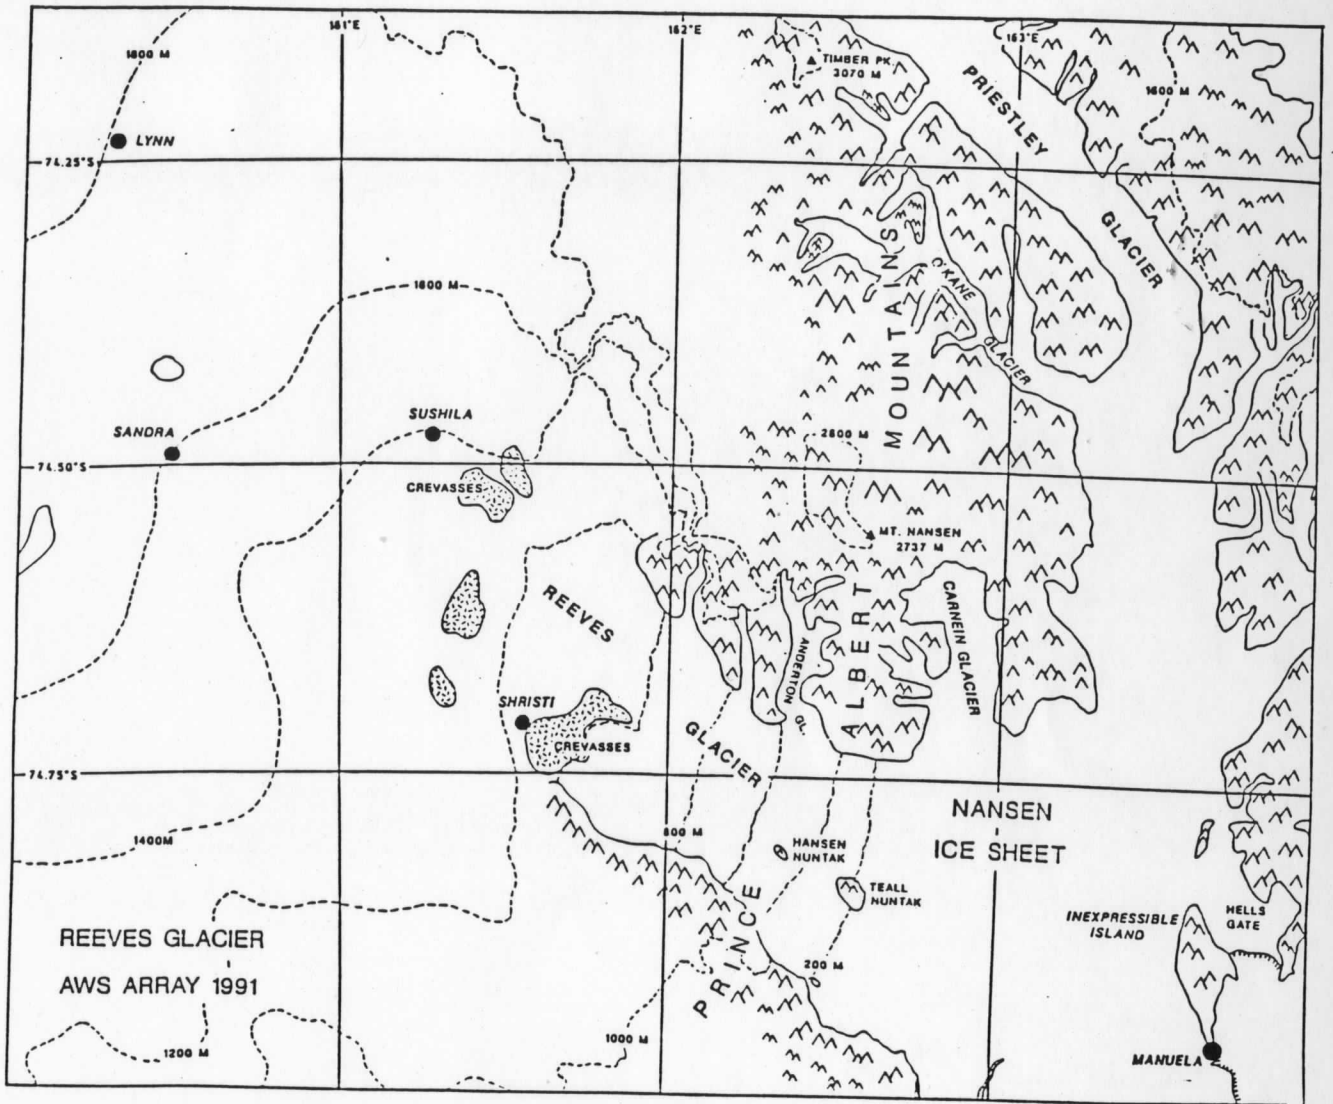 161°E
162°E
163°E
1800 M
TIMBER PK.
3070 M
PRIESTLEY
GLACIER
1600 M
LYNN
74.25°S
MOUNTAINS
O'KANE
GLACIER
1600 M
SUSHILA
SANDRA
2600 M
74.50°S
CREVASSES
MT. NANSEN
2737 M
REEVES
GLACIER
ANDERTON
GL.
ALBERT
CARNEIN GLACIER
SHRISTI
CREVASSES
74.75°S
NANSEN
ICE SHEET
1400M
600 M
HANSEN
NUNTAK
TEALL
NUNTAK
PRINCE
INEXPRESSIBLE
ISLAND
HELLS
GATE
REEVES GLACIER
AWS ARRAY 1991
200 M
1200 M
1000 M
MANUELA